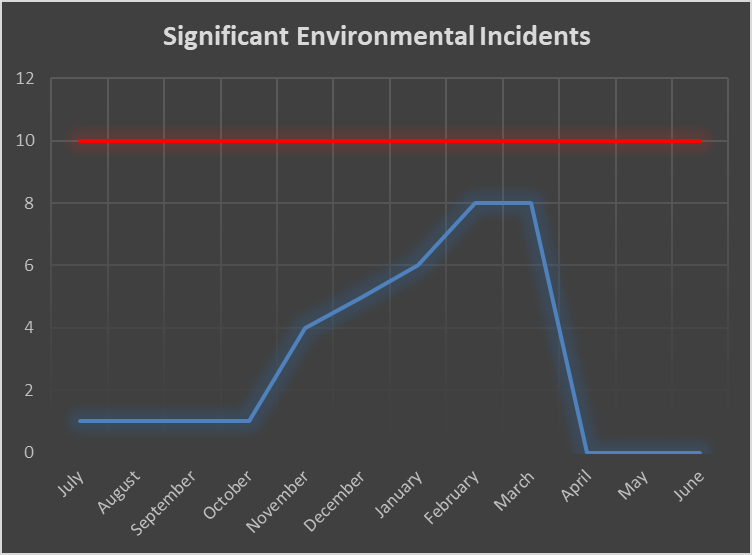 Significant Environmental Incidents
12
10
8
6
4
2
0
July
August
September
October
November
December
January
February
March
April
May
June